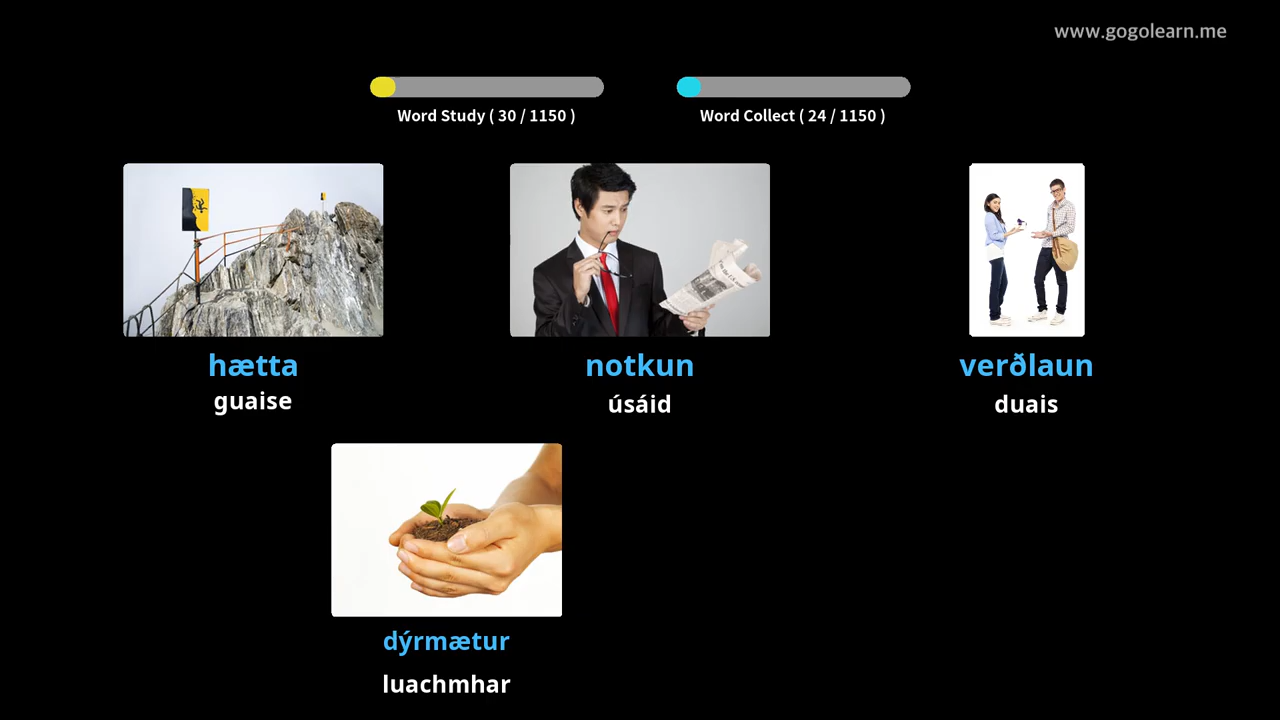 www.gogolearn.me
Word Study ( 30 / 1150 )
Word Collect ( 24 / 1150 )
hætta
notkun
verðlaun
guaise
úsáid
duais
dýrmætur
luachmhar